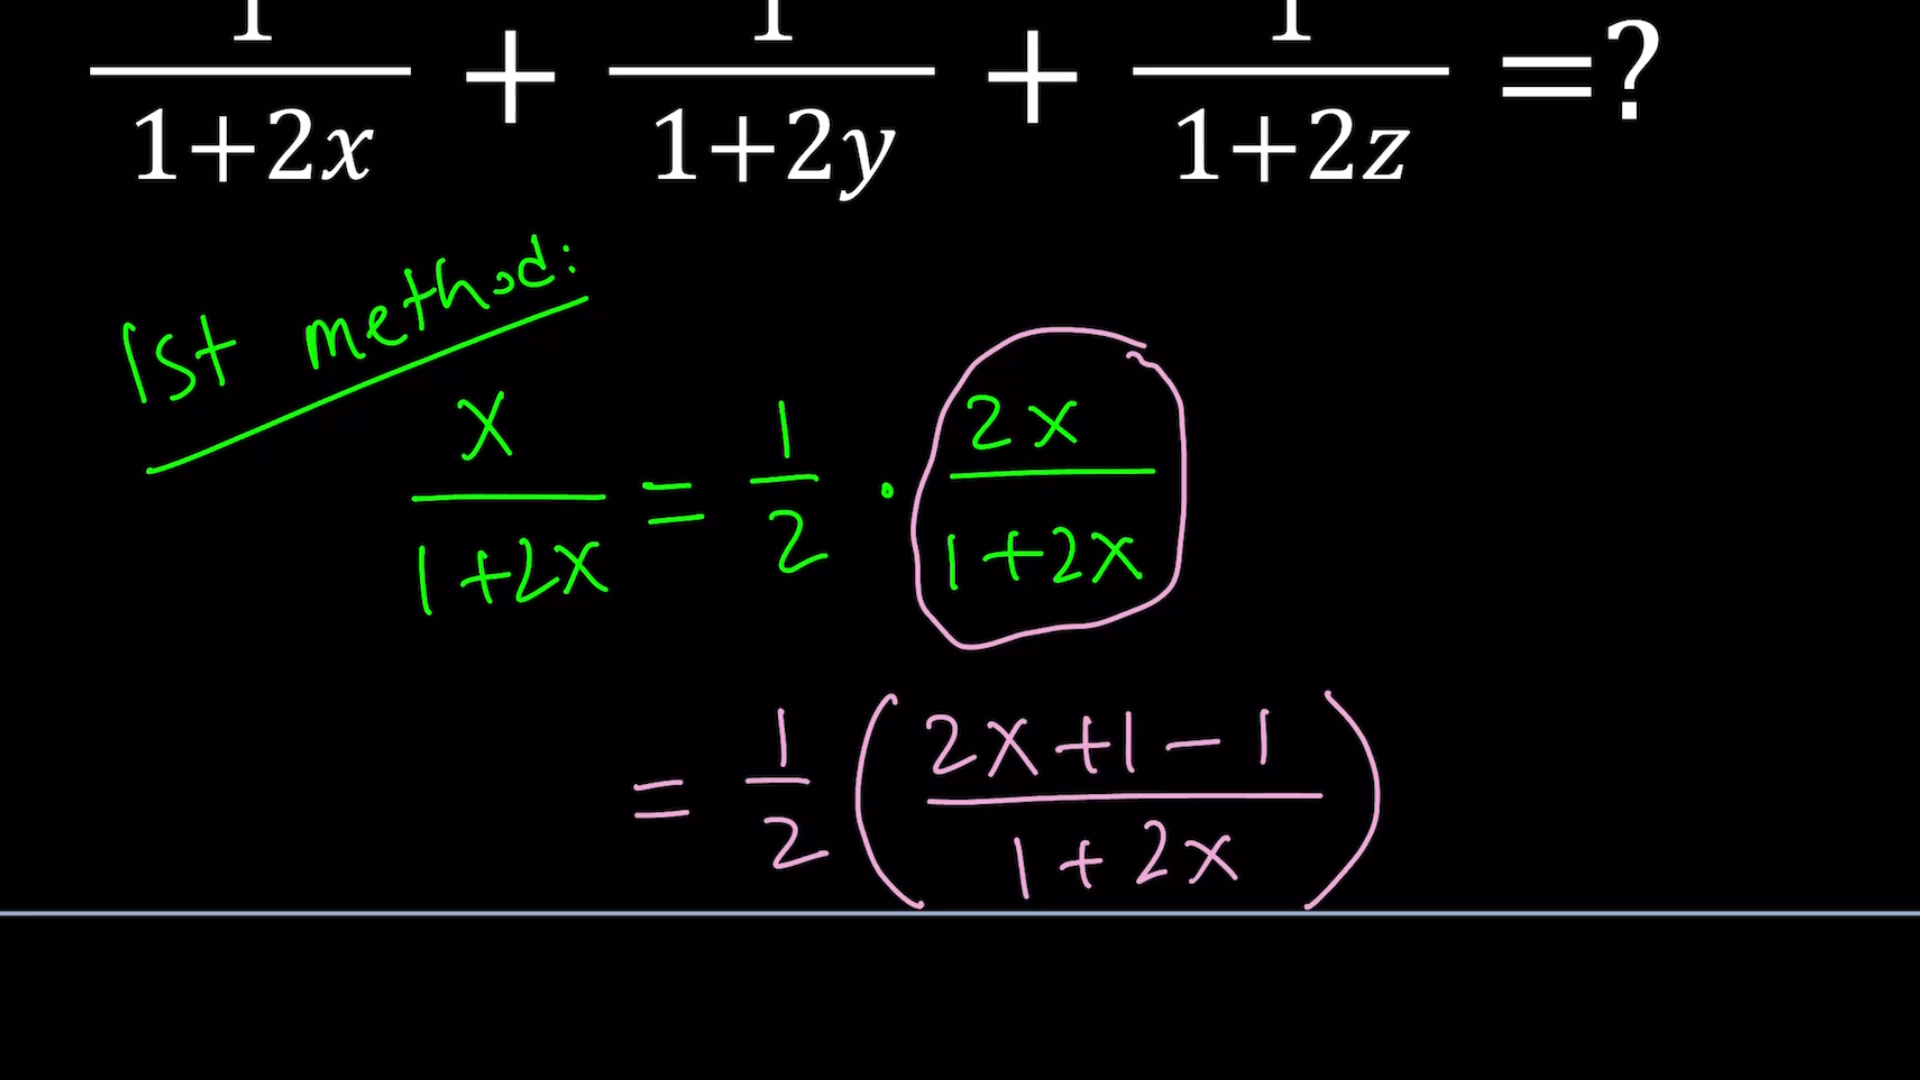 1/(1+2x) + 1/(1+2y) + 1/(1+2z) =?
1st method:
x/(1+2x) = 1/2 · 2x/(1+2x)
= 1/2 ( (2x+1−1)/(1+2x) )